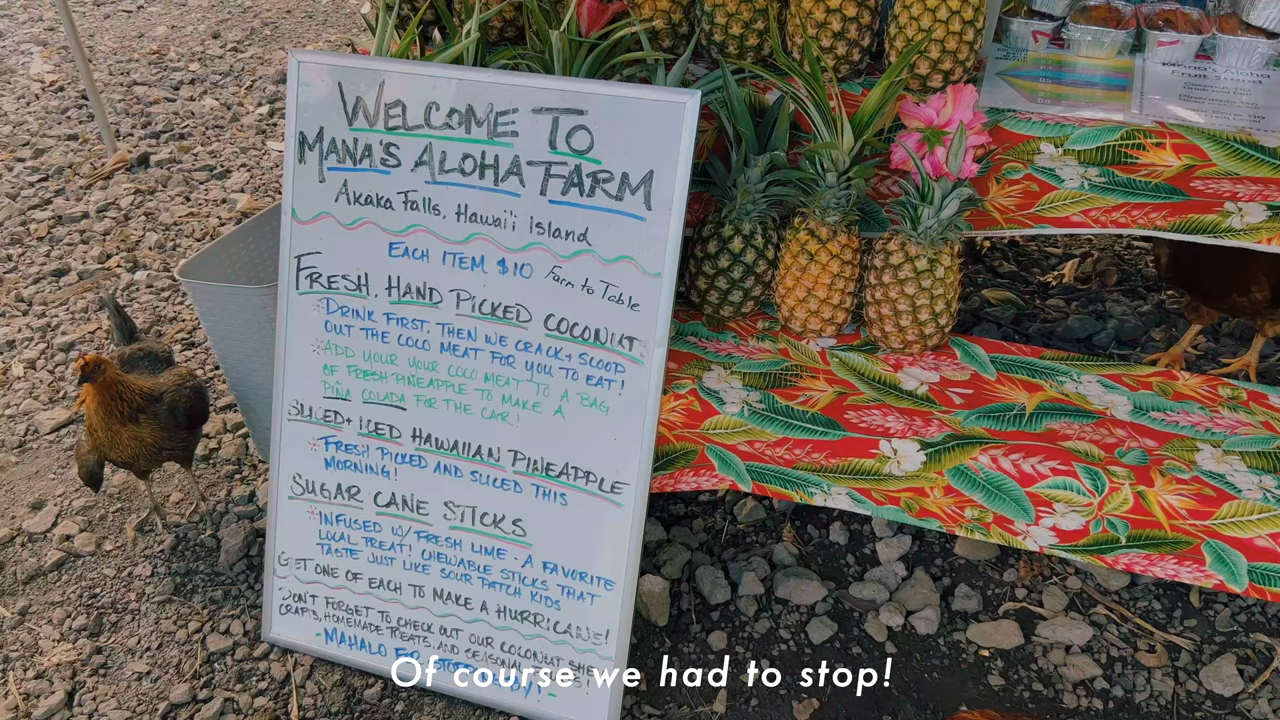 WELCOME TO
MANA'S ALOHA FARM
Akaka Falls, Hawai'i island
EACH ITEM $10 Farm to Table
FRESH, HAND PICKED COCONUT
DRINK FIRST, THEN WE CRACK + SCOOP
OUT THE COCO MEAT FOR YOU TO EAT!
ADD YOUR YOUR COCO MEAT TO A BAG
OF FRESH PINEAPPLE TO MAKE A
PIÑA COLADA FOR THE CAR!
SLICED + ICED HAWAIIAN PINEAPPLE
FRESH PICKED AND SLICED THIS
MORNING!
SUGAR CANE STICKS
INFUSED W/ FRESH LIME - A FAVORITE
LOCAL TREAT! CHEWABLE STICKS THAT
TASTE JUST LIKE SOUR PATCH KIDS
GET ONE OF EACH TO MAKE A HURRICANE!
DON'T FORGET TO CHECK OUT OUR COCONUT
CRAFTS, HOMEMADE TREATS, AND SEASONAL
- MAHALO
Of course we had to stop!
Aloha
Fruit